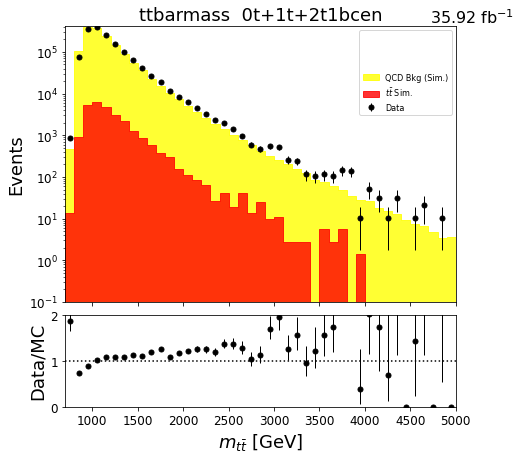 ttbarmass 0t+1t+2t1bcen
35.92 fb⁻¹
QCD Bkg (Sim.)
tt̄ Sim.
Data
Events
10⁵
10⁴
10³
10²
10¹
10⁰
10⁻¹
Data/MC
2
1
0
1000 1500 2000 2500 3000 3500 4000 4500 5000
m_tt̄ [GeV]